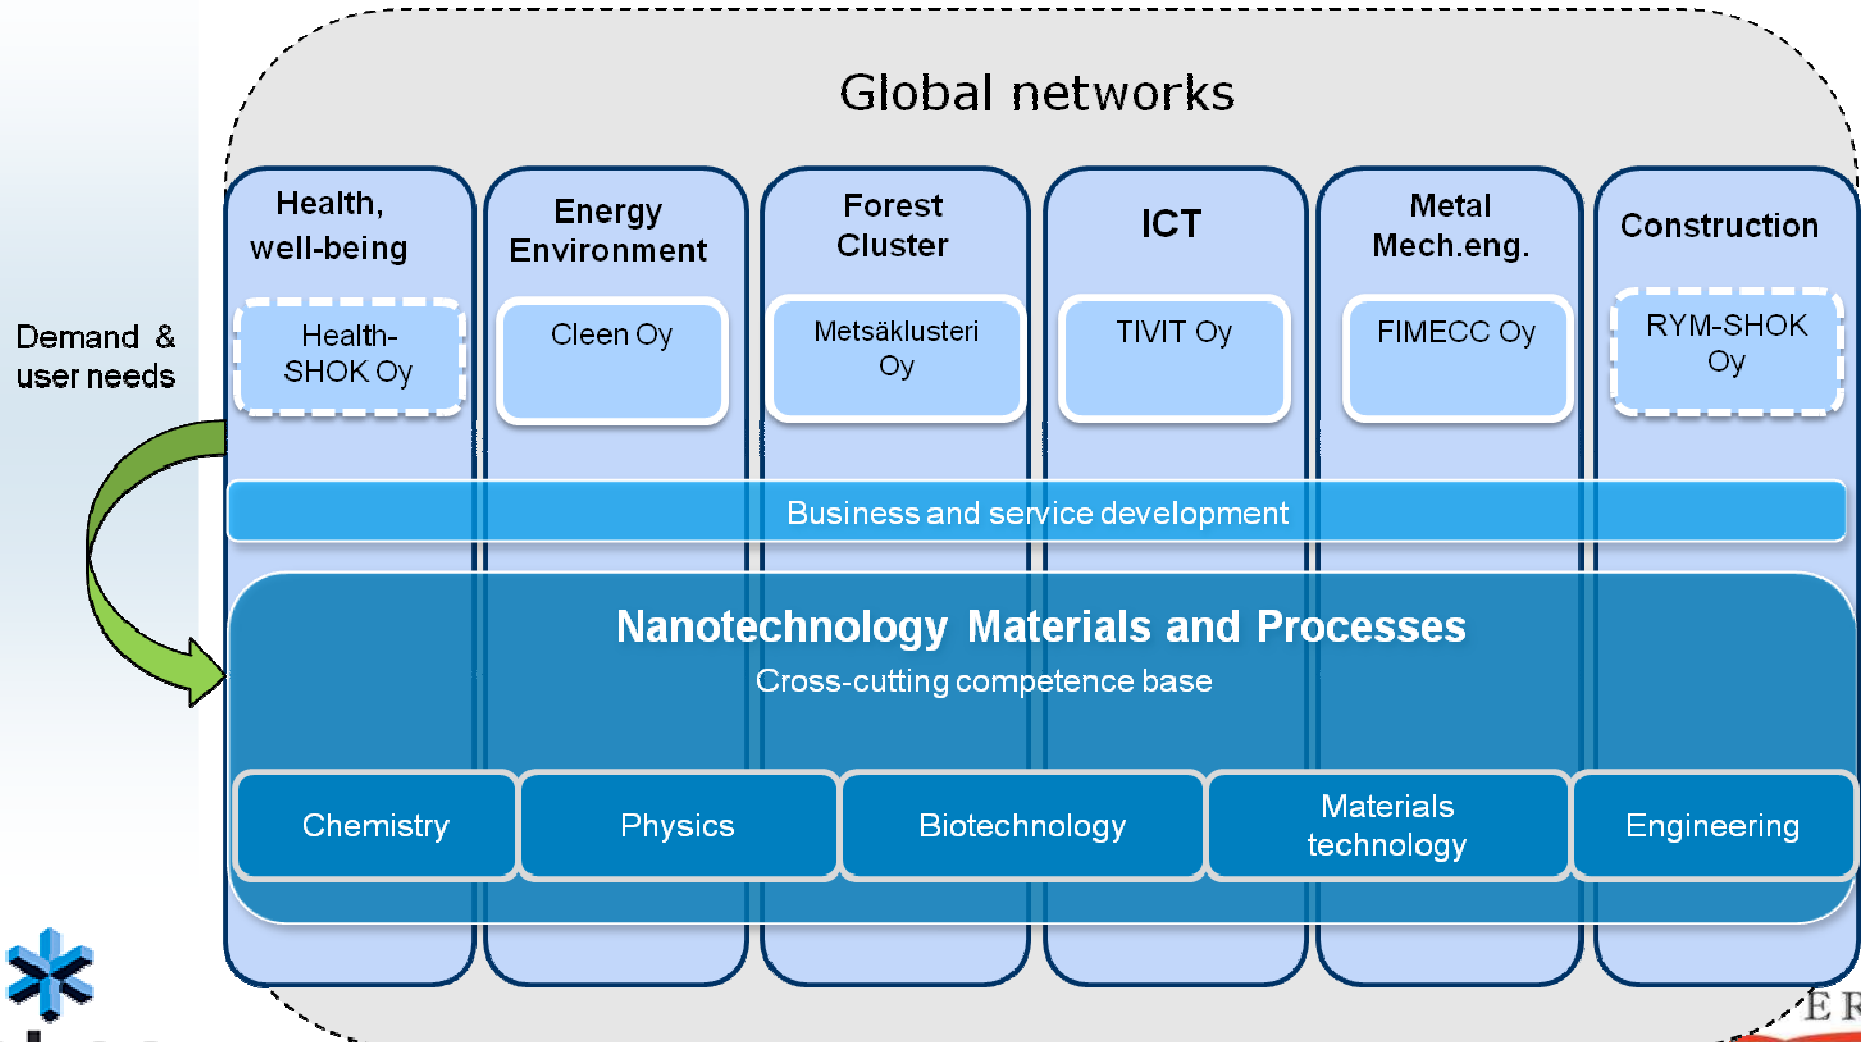 Global networks
Health,
well-being
Energy
Environment
Forest
Cluster
ICT
Metal
Mech.eng.
Construction
Demand &
user needs
Health-
SHOK Oy
Cleen Oy
Metsäklusteri
Oy
TIVIT Oy
FIMECC Oy
RYM-SHOK
Oy
Business and service development
Nanotechnology Materials and Processes
Cross-cutting competence base
Chemistry
Physics
Biotechnology
Materials
technology
Engineering
E R